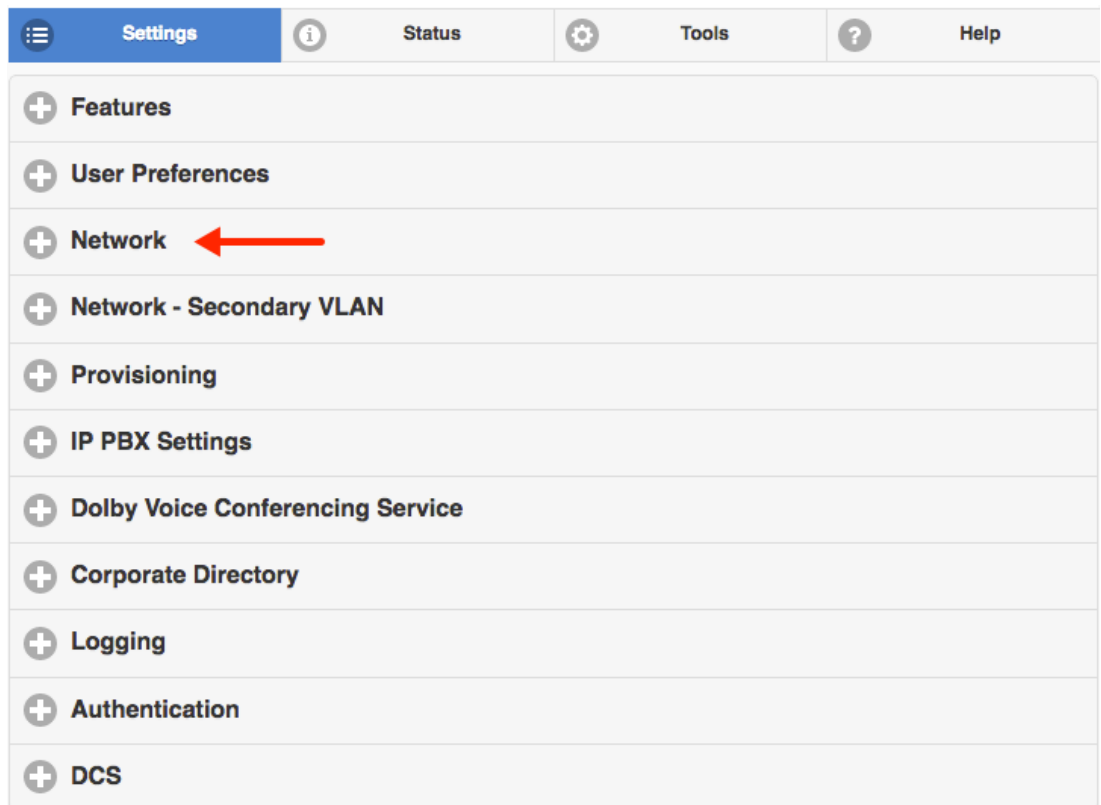 Settings
Status
Tools
Help
Features
User Preferences
Network
Network - Secondary VLAN
Provisioning
IP PBX Settings
Dolby Voice Conferencing Service
Corporate Directory
Logging
Authentication
DCS